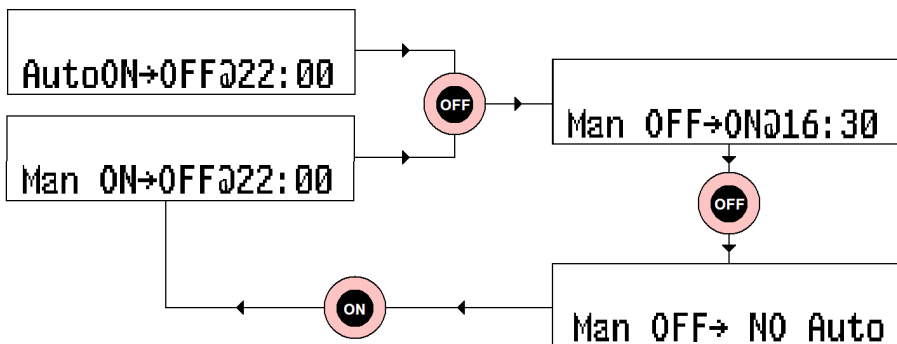 AutoON→OFF@22:00
OFF
Man OFF→ON@16:30
Man ON→OFF@22:00
OFF
ON
Man OFF→ NO Auto